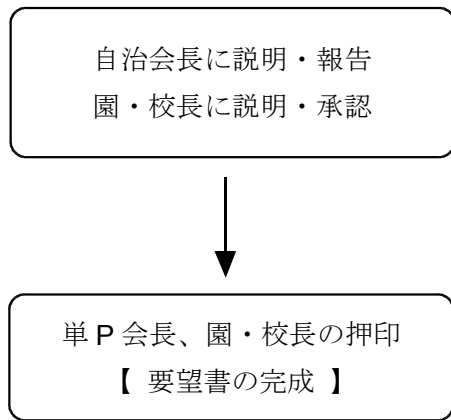 自治会長に説明・報告
園・校長に説明・承認
単P会長、園・校長の押印
【 要望書の完成 】